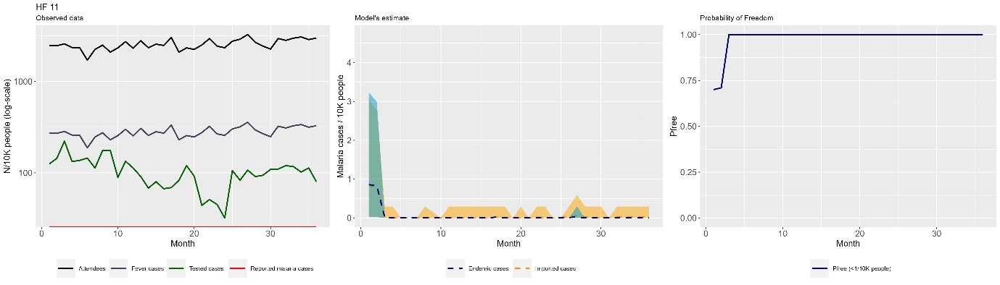 HF 11
Observed data
Model's estimate
Probability of Freedom
N/10K people (log-scale)
1000
100
0 10 20 30
Month
Malaria cases / 10K people
4
3
2
1
0
0 10 20 30
Month
Pfree
1.00
0.75
0.50
0.25
0.00
0 10 20 30
Month
Attendees Fever cases Tested cases Reported malaria cases
Endemic cases Imported cases
Pfree (<1/10K people)